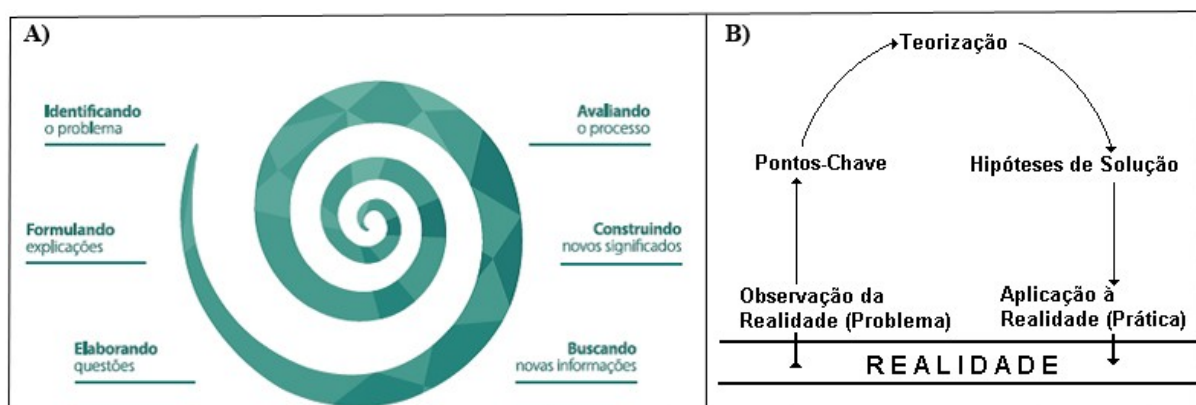 A)
Identificando
o problema
Formulando
explicações
Elaborando
questões
Avaliando
o processo
Construindo
novos significados
Buscando
novas informações
B)
Teorização
Pontos-Chave
Hipóteses de Solução
Observação da
Realidade (Problema)
Aplicação à
Realidade (Prática)
REALIDADE